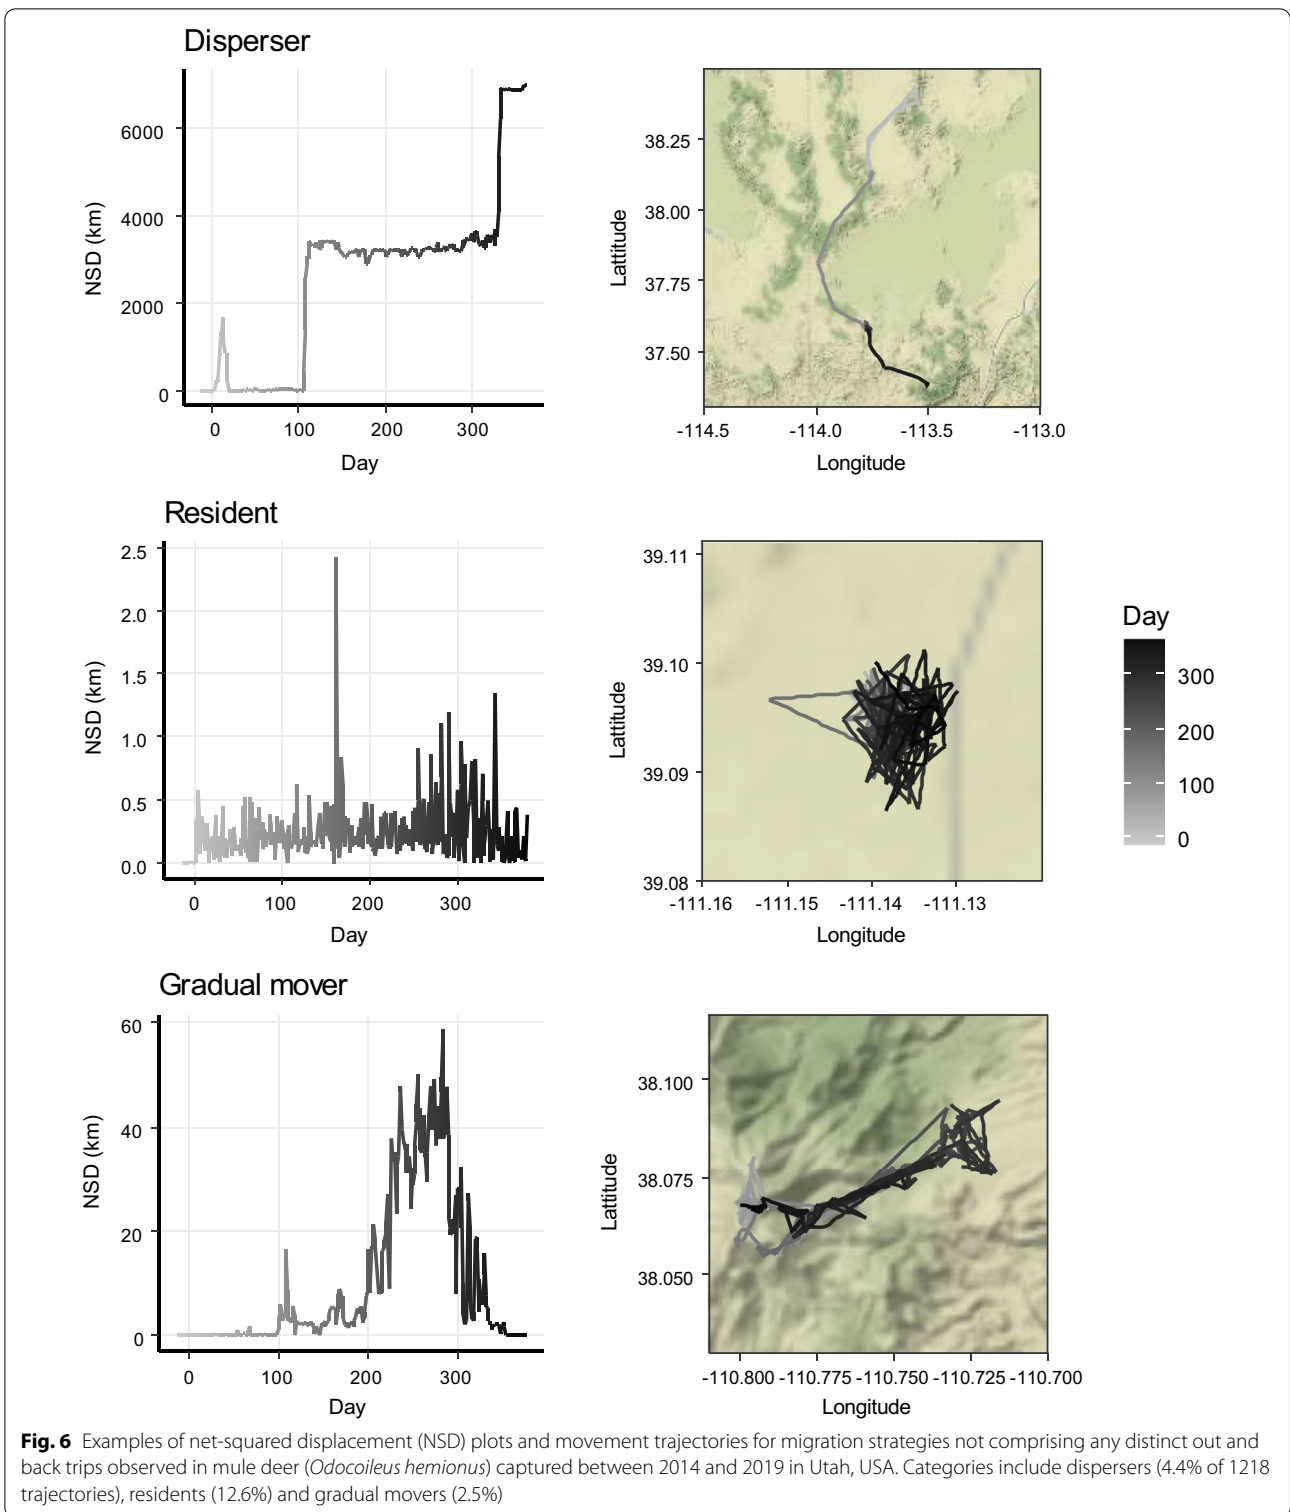 Disperser
6000
4000
2000
0
NSD (km)
0 100 200 300
Day
38.25
38.00
37.75
37.50
Lattitude
-114.5 -114.0 -113.5 -113.0
Longitude
Resident
2.5
2.0
1.5
1.0
0.5
0.0
NSD (km)
0 100 200 300
Day
39.11
39.10
39.09
39.08
Lattitude
-111.16 -111.15 -111.14 -111.13
Longitude
Day
300
200
100
0
Gradual mover
60
40
20
0
NSD (km)
0 100 200 300
Day
38.100
38.075
38.050
Lattitude
-110.800 -110.775 -110.750 -110.725 -110.700
Longitude
Fig. 6 Examples of net-squared displacement (NSD) plots and movement trajectories for migration strategies not comprising any distinct out and
back trips observed in mule deer (Odocoileus hemionus) captured between 2014 and 2019 in Utah, USA. Categories include dispersers (4.4% of 1218
trajectories), residents (12.6%) and gradual movers (2.5%)